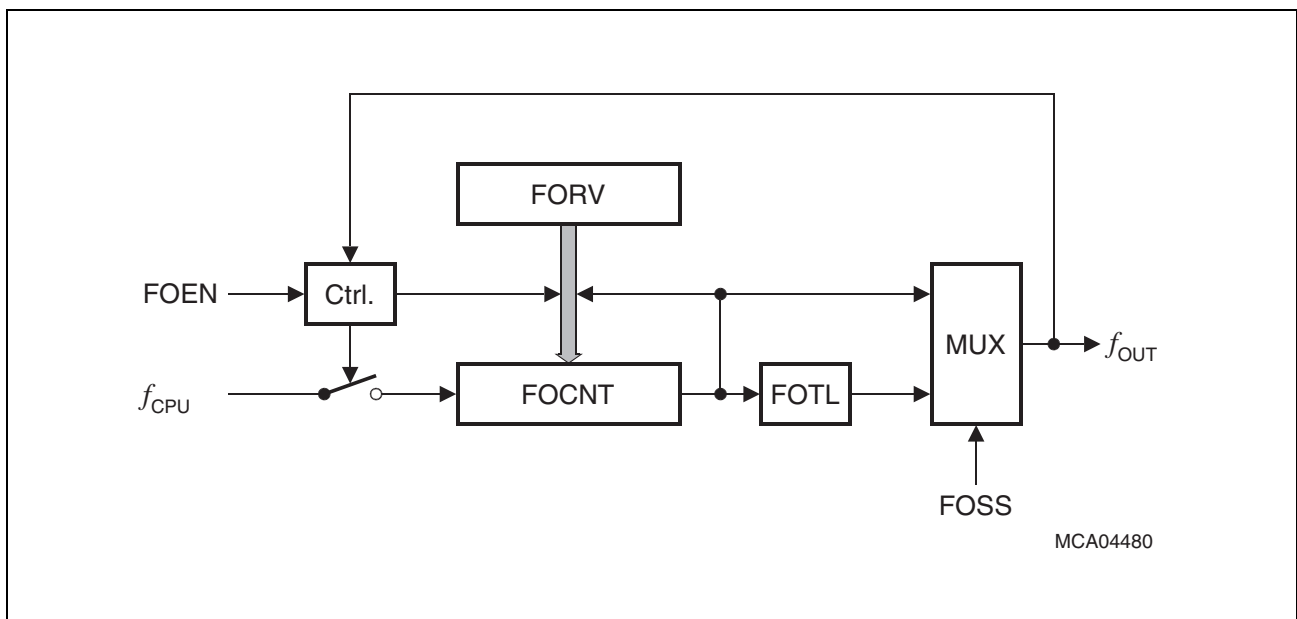 FORV
FOEN
Ctrl.
MUX
fOUT
fCPU
FOCNT
FOTL
FOSS
MCA04480